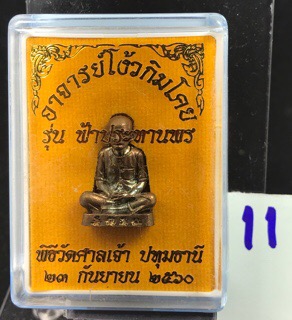 อาจารย์โง้วกิมโคย
รุ่น ฟ้าประทานพร
พิธีวัดศาลเจ้า ปทุมธานี
๒๓ กันยายน ๒๕๖๐
11